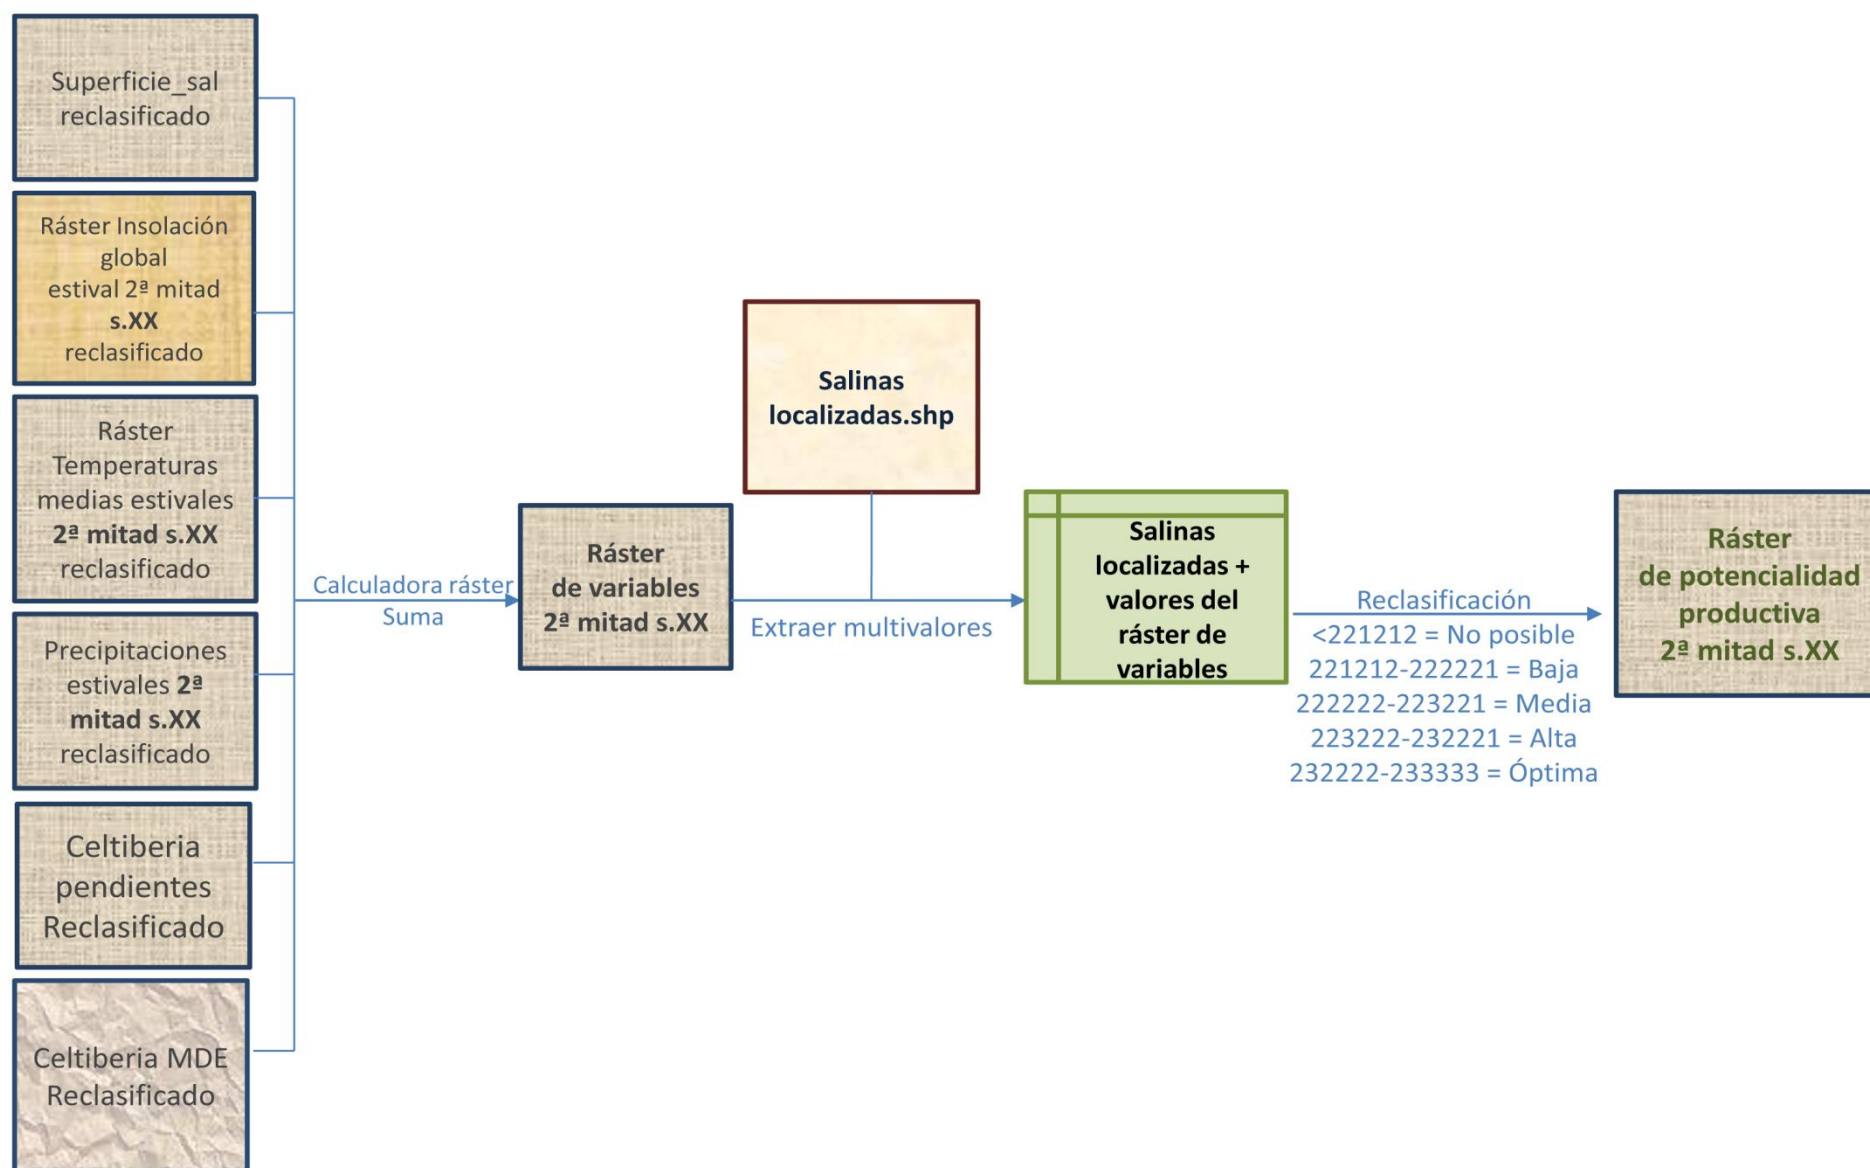 Superficie_sal
reclasificado
Ráster Insolación
global
estival 2ª mitad
s.XX
reclasificado
Ráster
Temperaturas
medias estivales
2ª mitad s.XX
reclasificado
Precipitaciones
estivales 2ª
mitad s.XX
reclasificado
Celtiberia
pendientes
Reclasificado
Celtiberia MDE
Reclasificado
Calculadora ráster
Suma
Ráster
de variables
2ª mitad s.XX
Salinas
localizadas.shp
Extraer multivalores
Salinas
localizadas +
valores del
ráster de
variables
Reclasificación
<221212 = No posible
221212-222221 = Baja
222222-223221 = Media
223222-232221 = Alta
232222-233333 = Óptima
Ráster
de potencialidad
productiva
2ª mitad s.XX